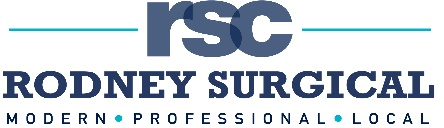 rsc
RODNEY SURGICAL
MODERN • PROFESSIONAL • LOCAL